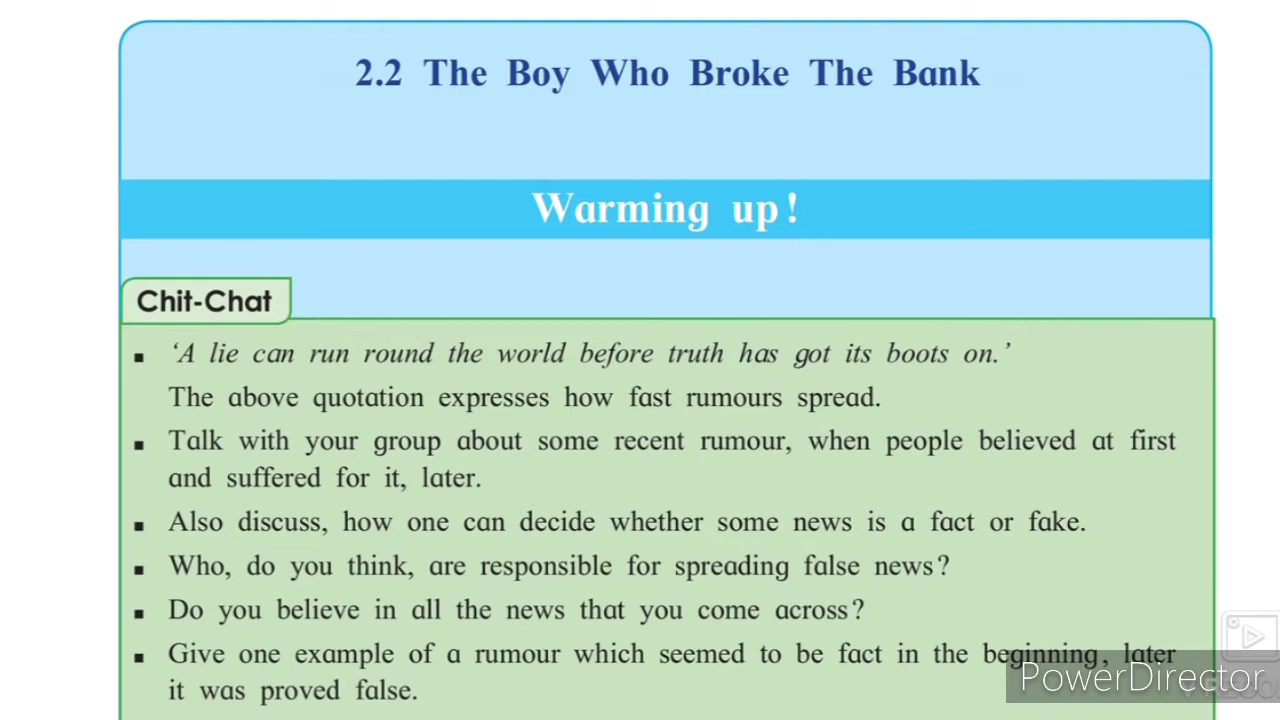 2.2 The Boy Who Broke The Bank
Warming up!
Chit-Chat
▪ ‘A lie can run round the world before truth has got its boots on.’
The above quotation expresses how fast rumours spread.
▪ Talk with your group about some recent rumour, when people believed at first
and suffered for it, later.
▪ Also discuss, how one can decide whether some news is a fact or fake.
▪ Who, do you think, are responsible for spreading false news?
▪ Do you believe in all the news that you come across?
▪ Give one example of a rumour which seemed to be fact in the beginning, later
it was proved false.
PowerDirector